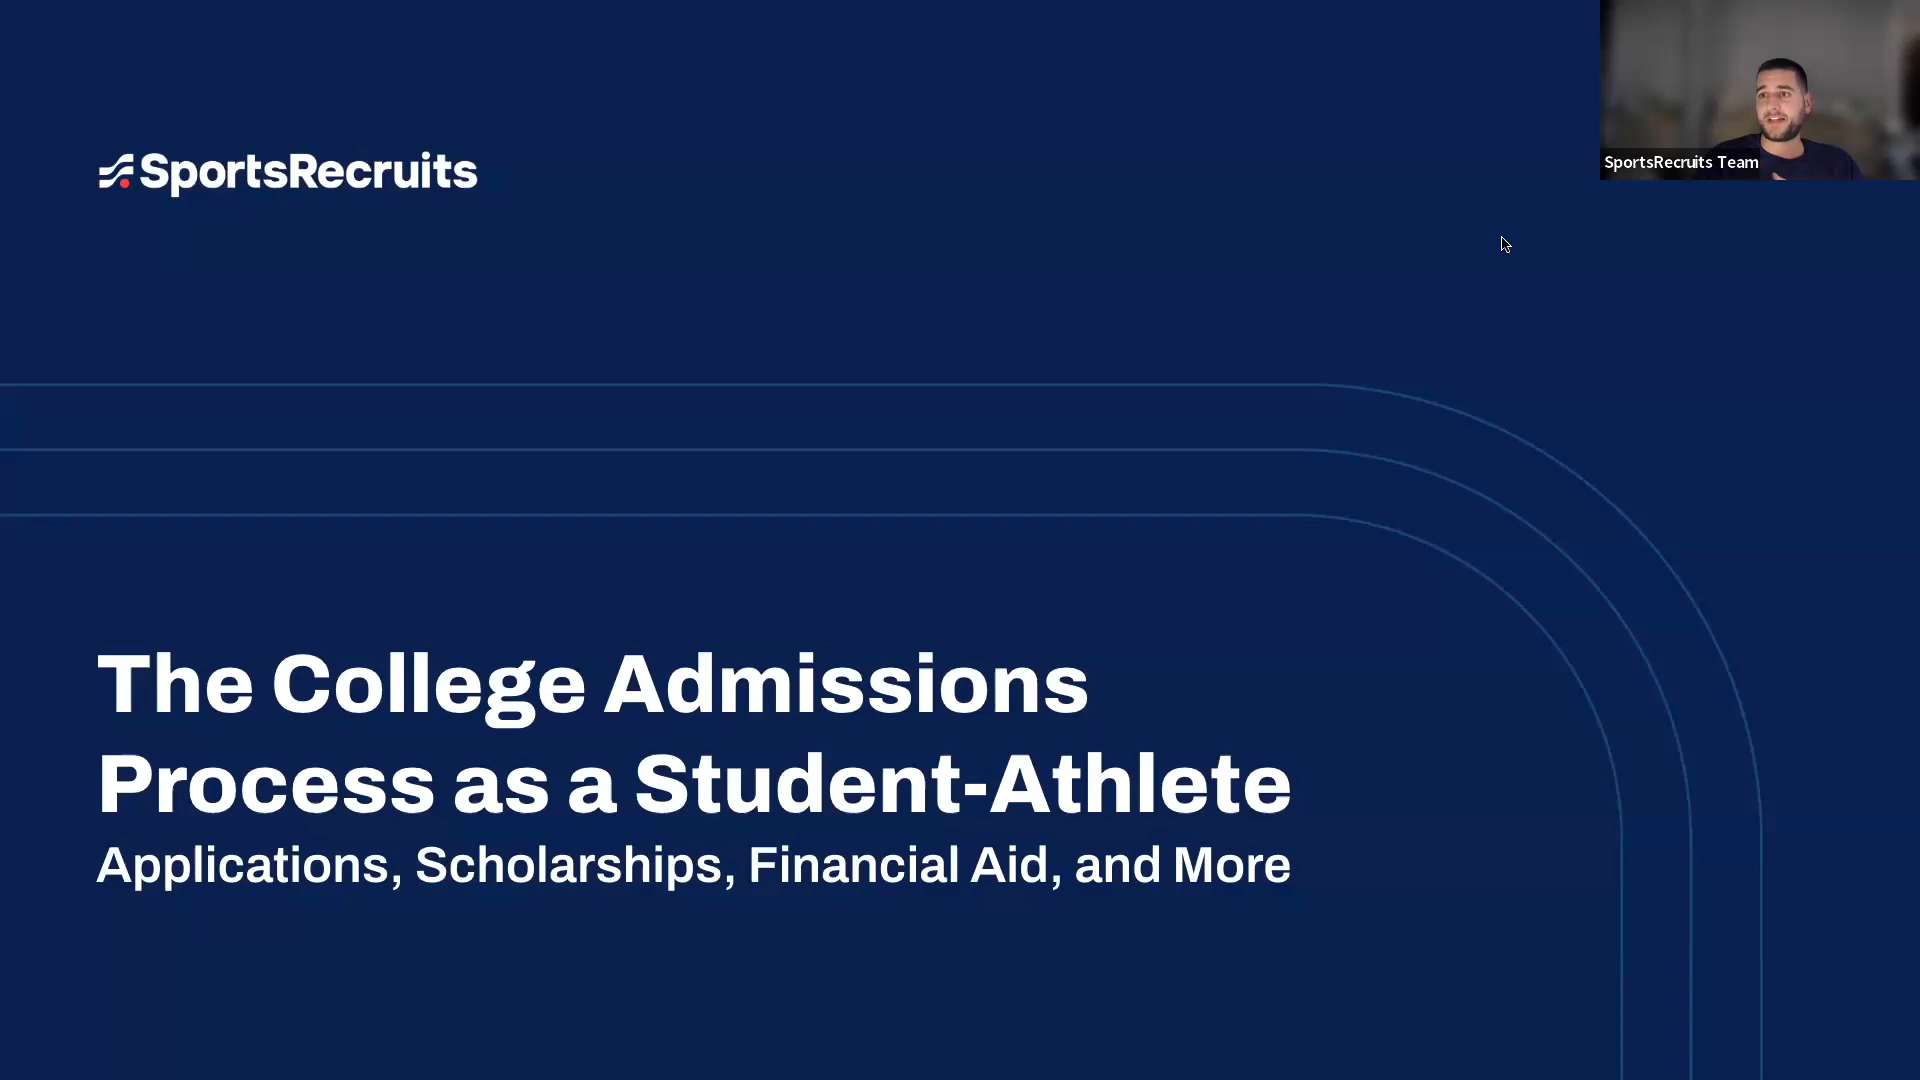 SportsRecruits
SportsRecruits Team
The College Admissions
Process as a Student-Athlete
Applications, Scholarships, Financial Aid, and More